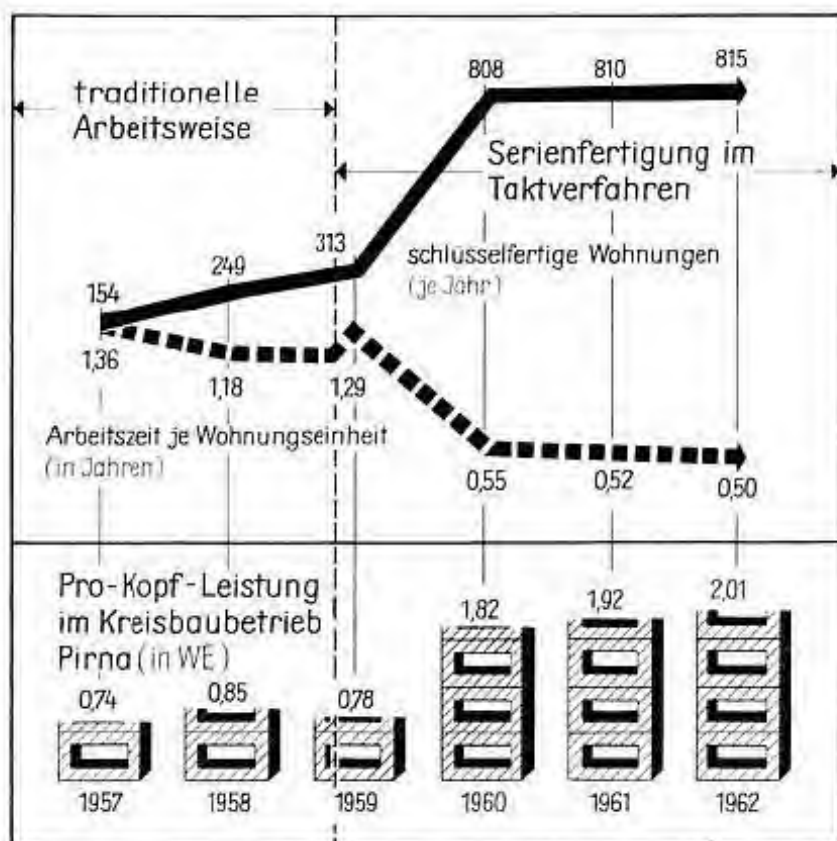 traditionelle
Arbeitsweise
808
810
815
Serienfertigung im
Taktverfahren
313
249
154
schlüsselfertige Wohnungen
(je Jahr)
1,36
1,18
1,29
Arbeitszeit je Wohnungseinheit
(in Jahren)
0,55
0,52
0,50
Pro-Kopf-Leistung
im Kreisbaubetrieb
Pirna (in WE)
0,74
0,85
0,78
1,82
1,92
2,01
1957
1958
1959
1960
1961
1962